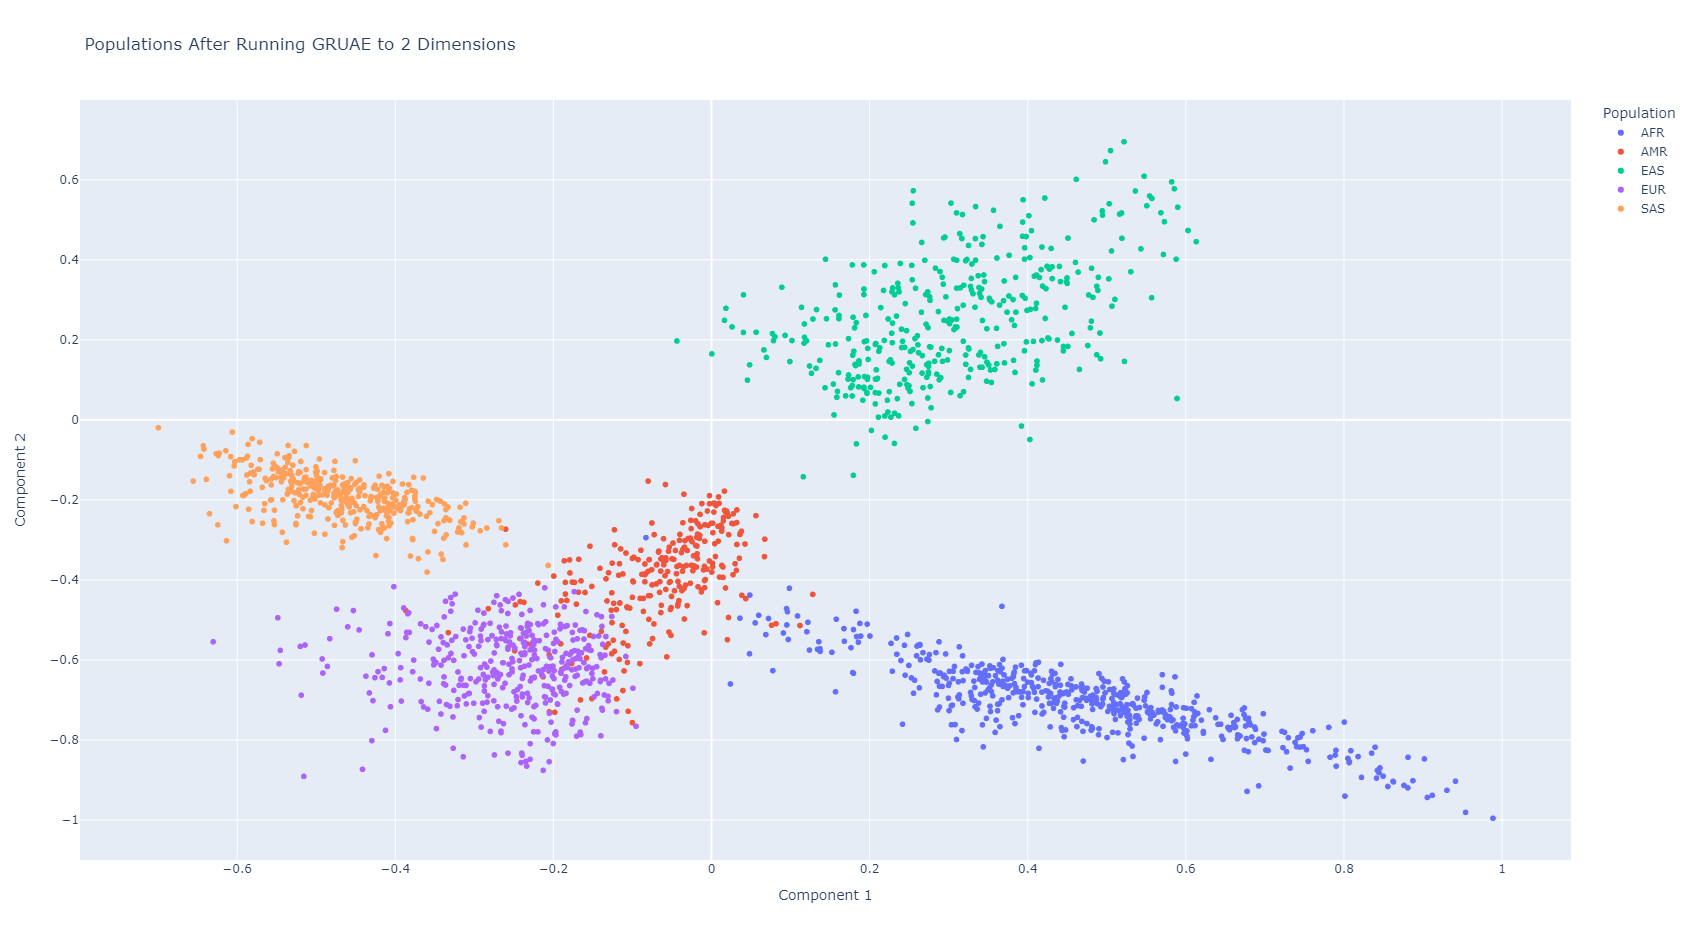 Populations After Running GRUAE to 2 Dimensions
Population
AFR
AMR
EAS
EUR
SAS
0.6
0.4
0.2
0
−0.2
−0.4
−0.6
−0.8
−1
Component 2
−0.6
−0.4
−0.2
0
0.2
0.4
0.6
0.8
1
Component 1